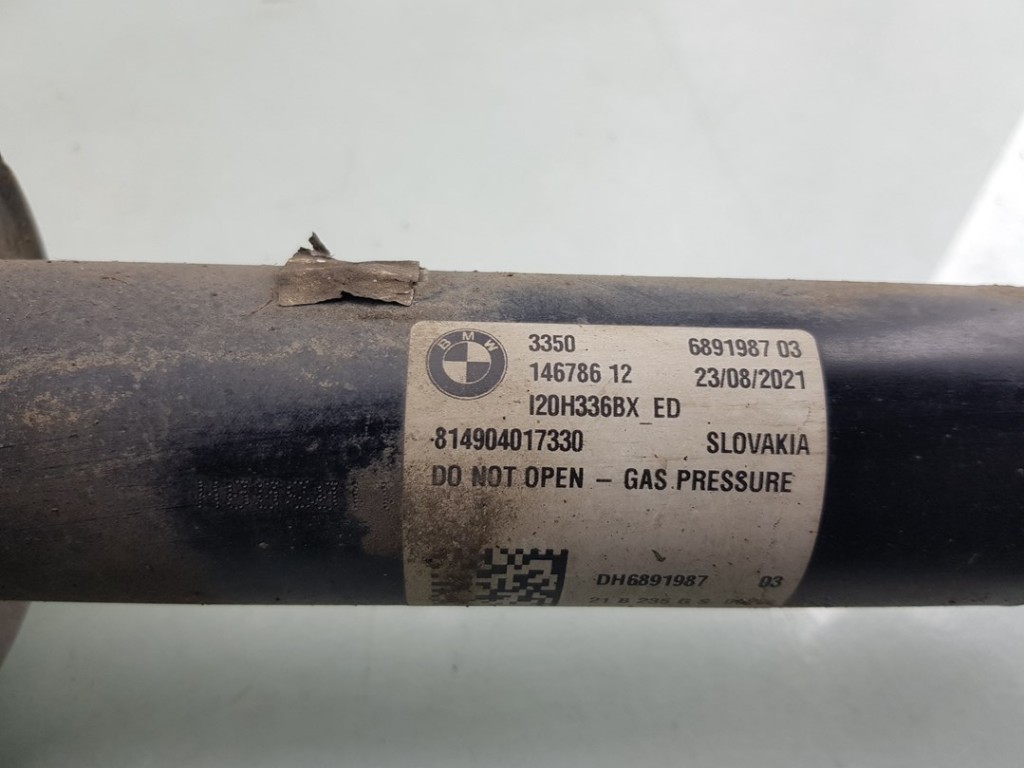 BMW
3350 6891987 03
146786 12 23/08/2021
I20H336BX_ED
814904017330 SLOVAKIA
DO NOT OPEN – GAS PRESSURE
DH6891987 03